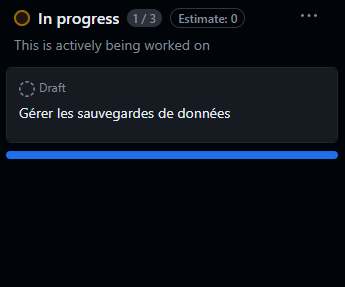 In progress 1 / 3 Estimate: 0
This is actively being worked on
Draft
Gérer les sauvegardes de données